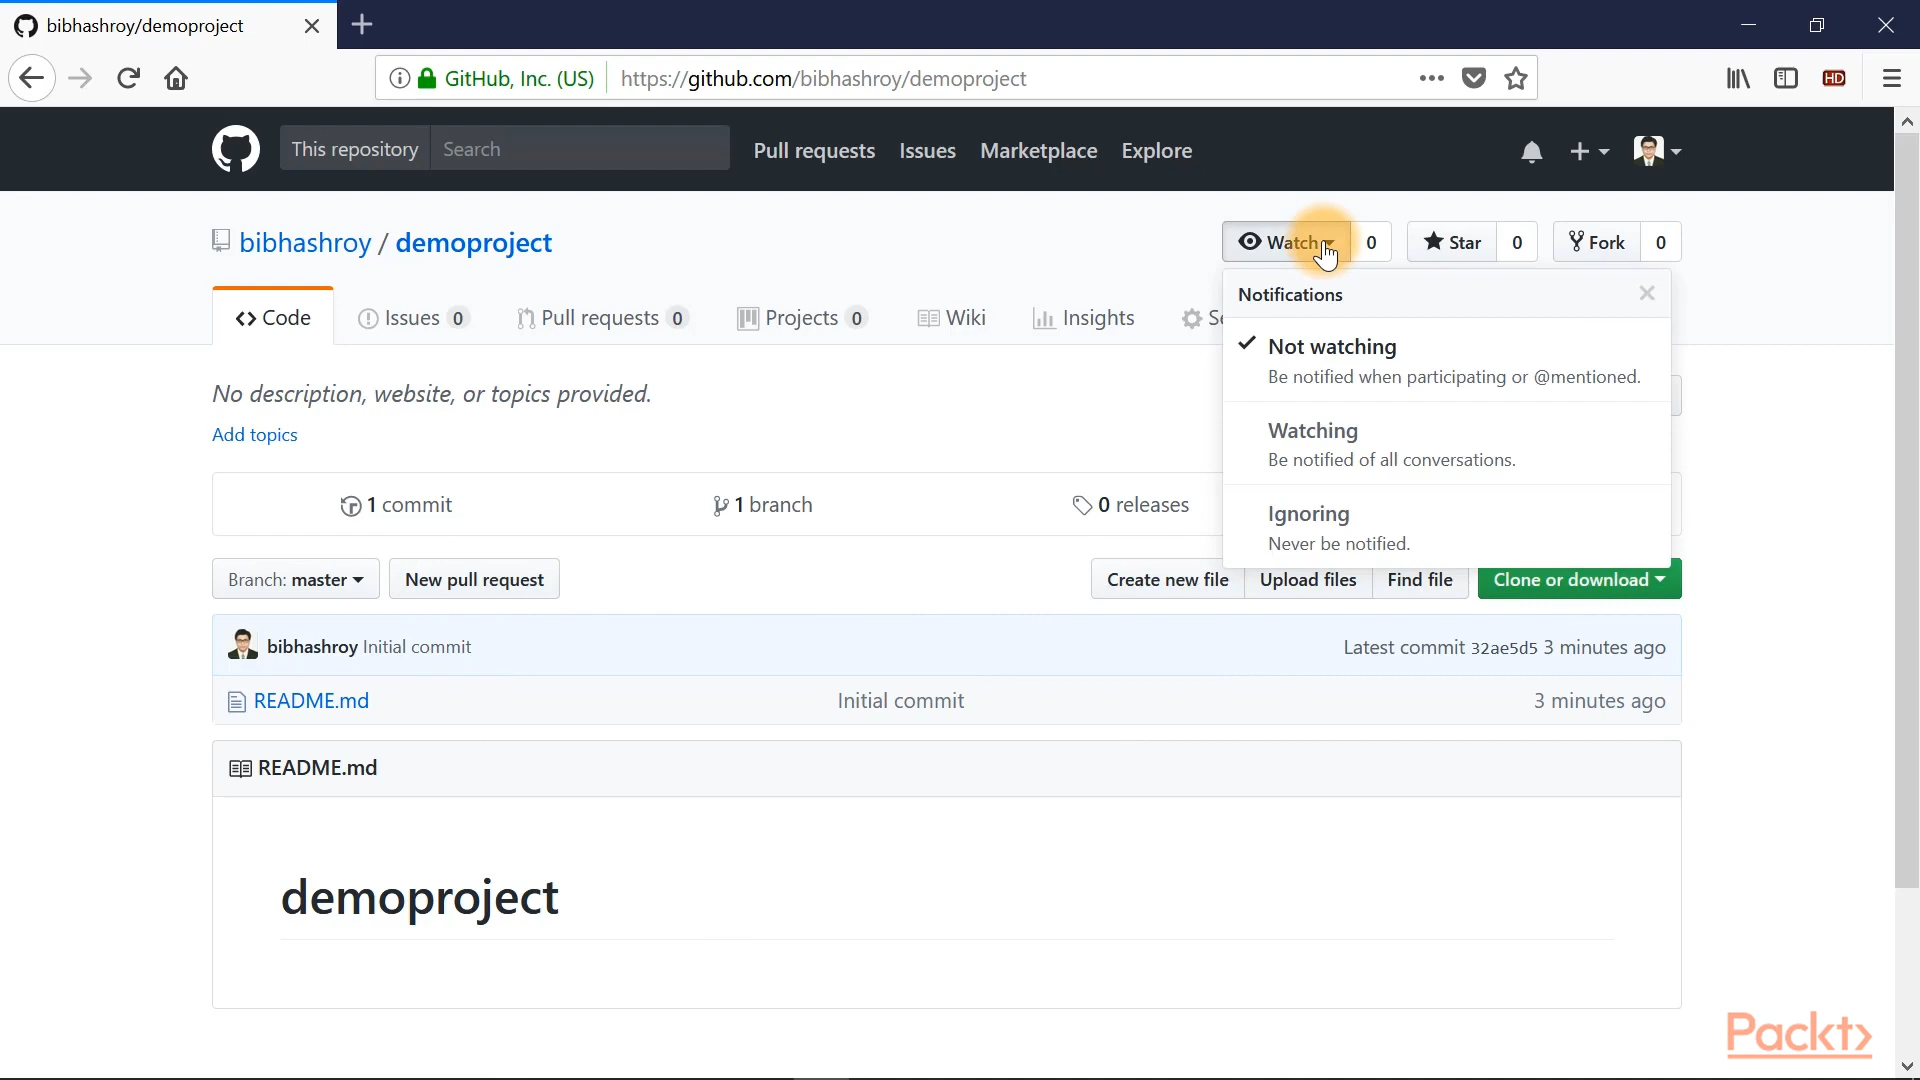 bibhashroy/demoproject
GitHub, Inc. (US) https://github.com/bibhashroy/demoproject
HD
This repository Search Pull requests Issues Marketplace Explore
bibhashroy / demoproject
Watch 0 Star 0 Fork 0
Notifications
Code Issues 0 Pull requests 0 Projects 0 Wiki Insights
Not watching
Be notified when participating or @mentioned.
No description, website, or topics provided.
Add topics
Watching
Be notified of all conversations.
1 commit 1 branch 0 releases
Ignoring
Never be notified.
Branch: master New pull request Create new file Upload files Find file Clone or download
bibhashroy Initial commit Latest commit 32ae5d5 3 minutes ago
README.md Initial commit 3 minutes ago
README.md
demoproject
Packt>